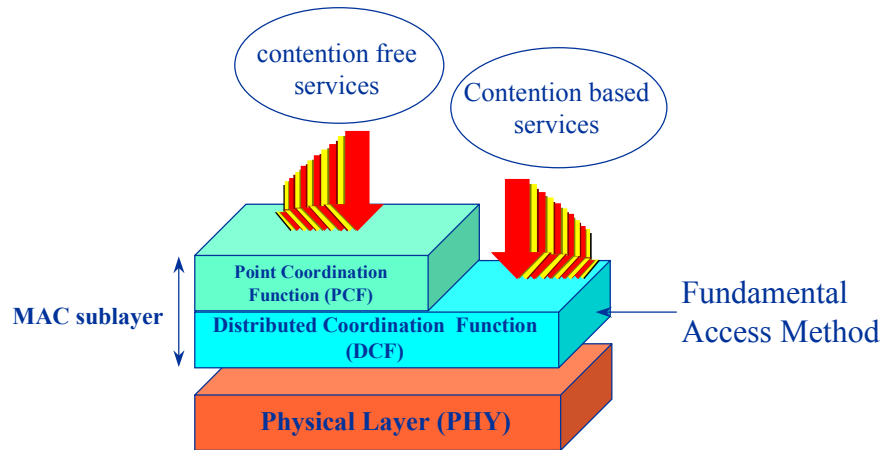 contention free
services
Contention based
services
Point Coordination
Function (PCF)
MAC sublayer
Distributed Coordination Function
(DCF)
Fundamental
Access Method
Physical Layer (PHY)